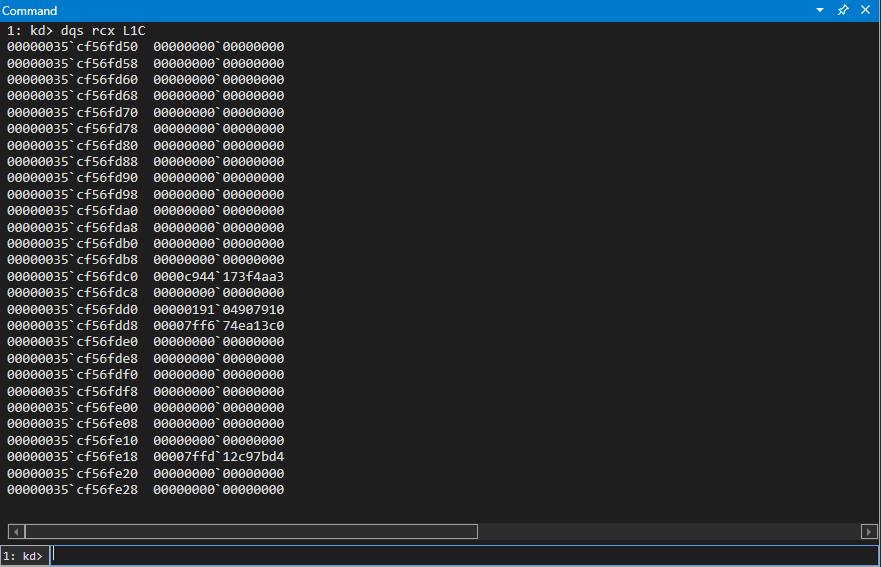 Command
1: kd> dqs rcx L1C
00000035`cf56fd50  00000000`00000000
00000035`cf56fd58  00000000`00000000
00000035`cf56fd60  00000000`00000000
00000035`cf56fd68  00000000`00000000
00000035`cf56fd70  00000000`00000000
00000035`cf56fd78  00000000`00000000
00000035`cf56fd80  00000000`00000000
00000035`cf56fd88  00000000`00000000
00000035`cf56fd90  00000000`00000000
00000035`cf56fd98  00000000`00000000
00000035`cf56fda0  00000000`00000000
00000035`cf56fda8  00000000`00000000
00000035`cf56fdb0  00000000`00000000
00000035`cf56fdb8  00000000`00000000
00000035`cf56fdc0  0000c944`173f4aa3
00000035`cf56fdc8  00000000`00000000
00000035`cf56fdd0  00000191`04907910
00000035`cf56fdd8  00007ff6`74ea13c0
00000035`cf56fde0  00000000`00000000
00000035`cf56fde8  00000000`00000000
00000035`cf56fdf0  00000000`00000000
00000035`cf56fdf8  00000000`00000000
00000035`cf56fe00  00000000`00000000
00000035`cf56fe08  00000000`00000000
00000035`cf56fe10  00000000`00000000
00000035`cf56fe18  00007ffd`12c97bd4
00000035`cf56fe20  00000000`00000000
00000035`cf56fe28  00000000`00000000
1: kd>